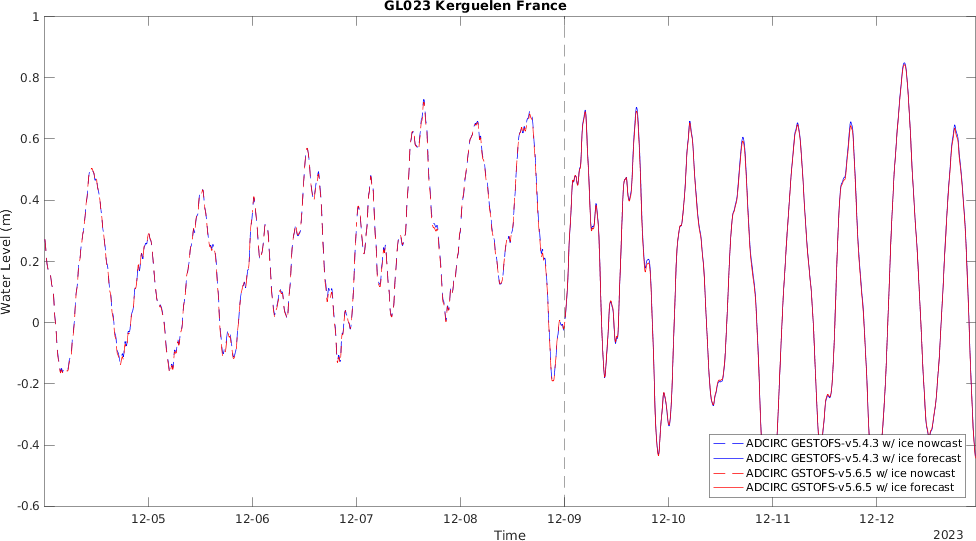 GL023 Kerguelen France
1
0.8
0.6
0.4
0.2
0
-0.2
-0.4
-0.6
Water Level (m)
12-05 12-06 12-07 12-08 12-09 12-10 12-11 12-12
Time
2023
ADCIRC GESTOFS-v5.4.3 w/ ice nowcast
ADCIRC GESTOFS-v5.4.3 w/ ice forecast
ADCIRC GSTOFS-v5.6.5 w/ ice nowcast
ADCIRC GSTOFS-v5.6.5 w/ ice forecast